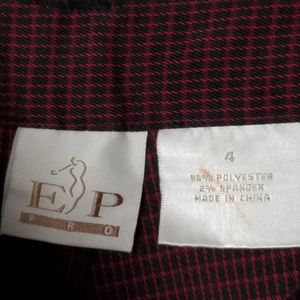 EP
PRO
4
98% POLYESTER
2% SPANDEX
MADE IN CHINA